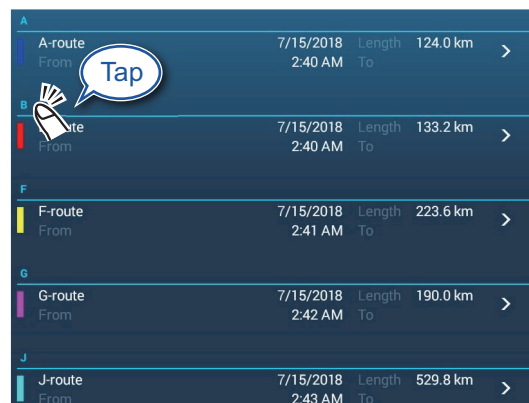 A
A-route 7/15/2018 Length 124.0 km
From 2:40 AM To
Tap
B
7/15/2018 Length 133.2 km
From 2:40 AM To
F
F-route 7/15/2018 Length 223.6 km
From 2:41 AM To
G
G-route 7/15/2018 Length 190.0 km
From 2:42 AM To
J
J-route 7/15/2018 Length 529.8 km
From 2:43 AM To